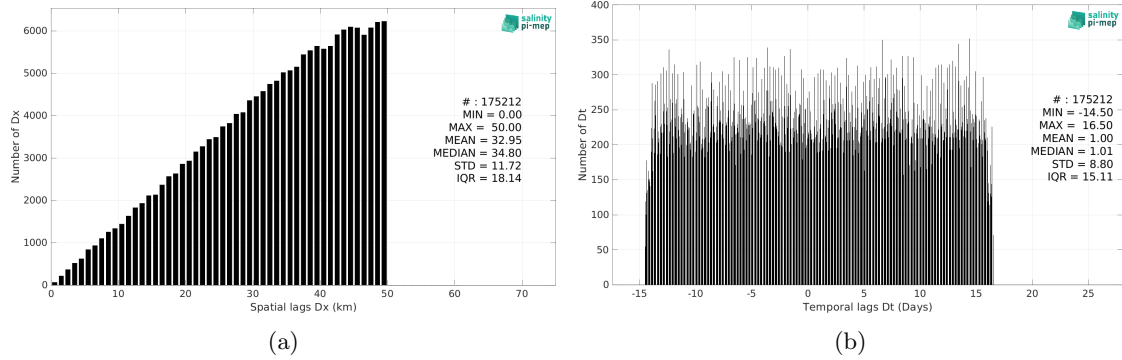 salinity
pi-mep
6000
5000
4000
3000
2000
1000
0
Number of Dx
# : 175212
MIN = 0.00
MAX = 50.00
MEAN = 32.95
MEDIAN = 34.80
STD = 11.72
IQR = 18.14
0 10 20 30 40 50 60 70
Spatial lags Dx (km)
(a)
salinity
pi-mep
400
350
300
250
200
150
100
50
0
Number of Dt
# : 175212
MIN = -14.50
MAX = 16.50
MEAN = 1.00
MEDIAN = 1.01
STD = 8.80
IQR = 15.11
-15 -10 -5 0 5 10 15 20 25
Temporal lags Dt (Days)
(b)